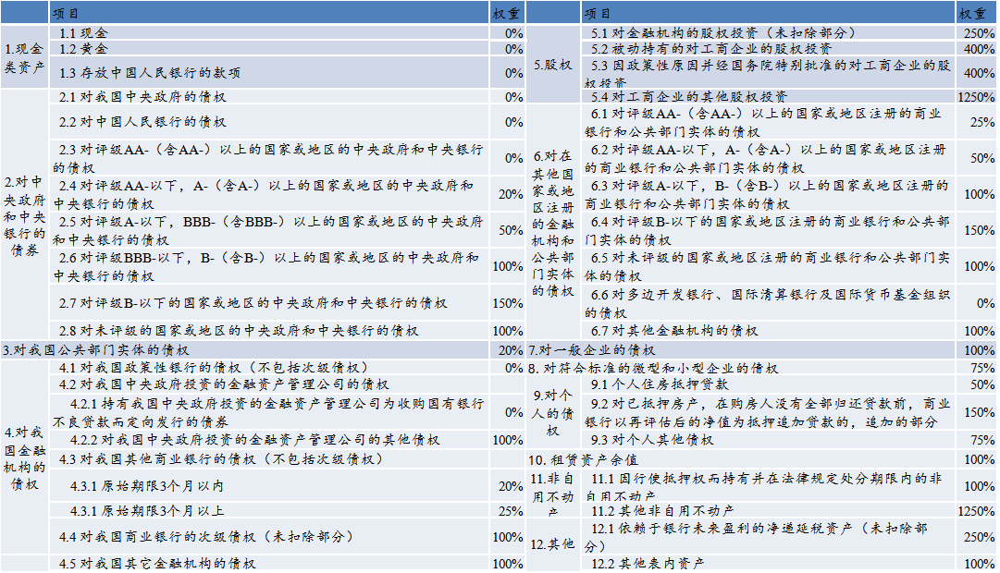 项目 权重
1.现金
类资产
1.1 现金 0%
1.2 黄金 0%
1.3 存放中国人民银行的款项 0%
2.对中
央政府
和中央
银行的
债券
2.1 对我国中央政府的债权 0%
2.2 对中国人民银行的债权 0%
2.3 对评级AA-（含AA-）以上的国家或地区的中央政府和中央银行
的债权 0%
2.4 对评级AA-以下，A-（含A-）以上的国家或地区的中央政府和
中央银行的债权 20%
2.5 对评级A-以下，BBB-（含BBB-）以上的国家或地区的中央政府
和中央银行的债权 50%
2.6 对评级BBB-以下，B-（含B-）以上的国家或地区的中央政府和
中央银行的债权 100%
2.7 对评级B-以下的国家或地区的中央政府和中央银行的债权 150%
2.8 对未评级的国家或地区的中央政府和中央银行的债权 100%
3.对我国公共部门实体的债权 20%
4.对我
国金融
机构的
债权
4.1 对我国政策性银行的债权（不包括次级债权） 0%
4.2 对我国中央政府投资的金融资产管理公司的债权
4.2.1 持有我国中央政府投资的金融资产管理公司为收购国有银行
不良贷款而定向发行的债券 0%
4.2.2 对我国中央政府投资的金融资产管理公司的其他债权 100%
4.3 对我国其他商业银行的债权（不包括次级债权）
4.3.1 原始期限3个月以内 20%
4.3.1 原始期限3个月以上 25%
4.4 对我国商业银行的次级债权（未扣除部分） 100%
4.5 对我国其它金融机构的债权 100%
项目 权重
5.股权
5.1 对金融机构的股权投资（未扣除部分） 250%
5.2 被动持有的对工商企业的股权投资 400%
5.3 因政策性原因并经国务院特别批准的对工商企业的股
权投资 400%
5.4 对工商企业的其他股权投资 1250%
6.对在
其他国
家或地
区注册
的金融
机构和
公共部
门实体
的债权
6.1 对评级AA-（含AA-）以上的国家或地区注册的商业
银行和公共部门实体的债权 25%
6.2 对评级AA-以下，A-（含A-）以上的国家或地区注册
的商业银行和公共部门实体的债权 50%
6.3 对评级A-以下，B-（含B-）以上的国家或地区注册的
商业银行和公共部门实体的债权 100%
6.4 对评级B-以下的国家或地区注册的商业银行和公共部
门实体的债权 150%
6.5 对未评级的国家或地区注册的商业银行和公共部门实
体的债权 100%
6.6 对多边开发银行、国际清算银行及国际货币基金组织
的债权 0%
6.7 对其他金融机构的债权 100%
7.对一般企业的债权 100%
8. 对符合标准的微型和小型企业的债权 75%
9.对个
人的债
权
9.1 个人住房抵押贷款 50%
9.2 对已抵押房产，在购房人没有全部归还贷款前，商业
银行以再评估后的净值为抵押追加贷款的，追加的部分 150%
9.3 对个人其他债权 75%
10. 租赁资产余值 100%
11.非自
用不动
产
11.1 因行使抵押权而持有并在法律规定处分期限内的非
自用不动产 100%
11.2 其他非自用不动产 1250%
12.其他
12.1 依赖于银行未来盈利的净递延税资产（未扣除部
分） 250%
12.2 其他表内资产 100%